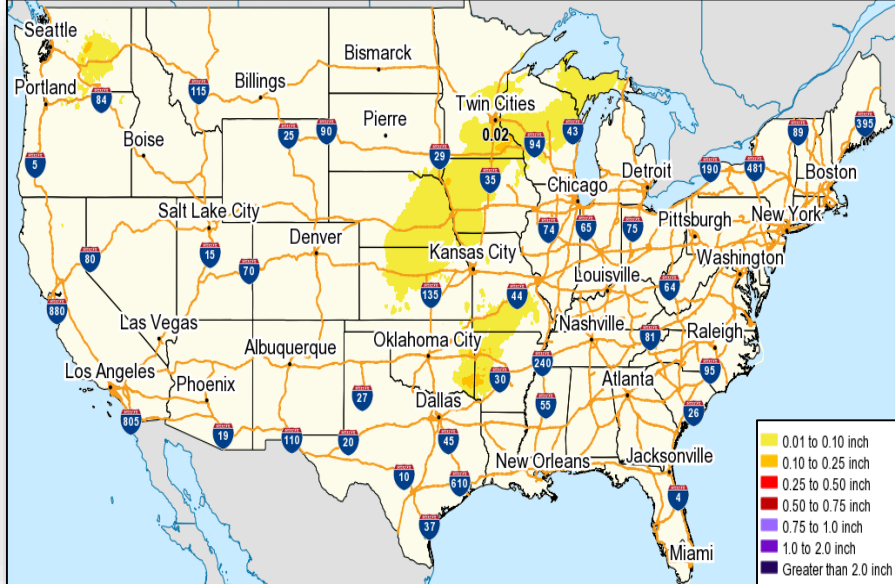 Seattle
Bismarck
Portland
84
115
Billings
Twin Cities
0.02
94
43
25
90
Pierre
29
89
395
5
Boise
35
190
481
Boston
Chicago
Detroit
Salt Lake City
74
65
75
Pittsburgh
New York
80
15
Denver
70
Kansas City
Louisville
64
Washington
880
135
44
Las Vegas
Albuquerque
Oklahoma City
Nashville
81
Raleigh
Los Angeles
Phoenix
27
30
240
95
805
Dallas
55
Atlanta
26
19
110
20
45
10
610
New Orleans
Jacksonville
37
4
Miami
0.01 to 0.10 inch
0.10 to 0.25 inch
0.25 to 0.50 inch
0.50 to 0.75 inch
0.75 to 1.0 inch
1.0 to 2.0 inch
Greater than 2.0 inch